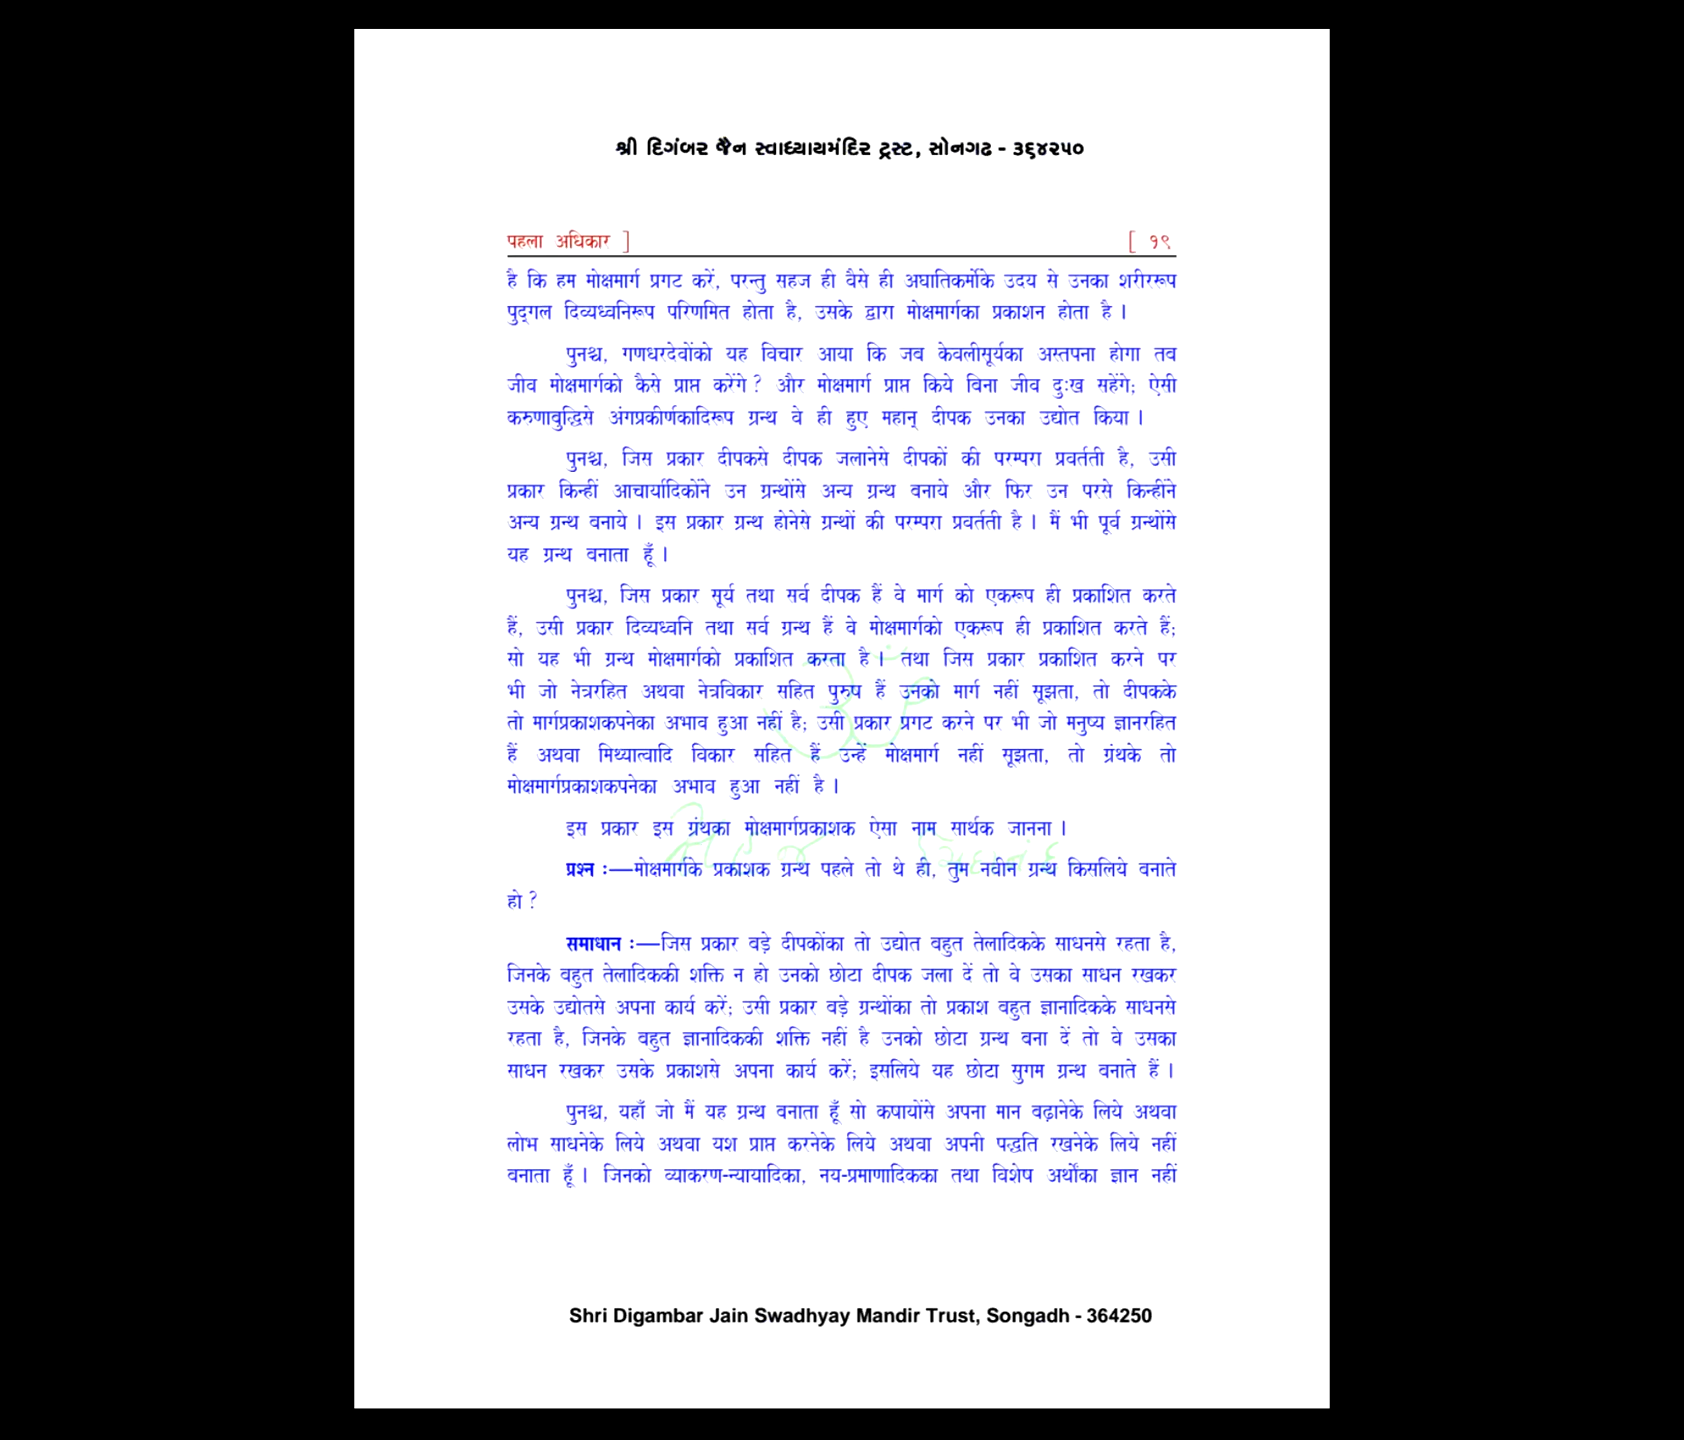 શ્રી દિગંબર જૈન સ્વાધ્યાયમંદિર ટ્રસ્ટ, સોનગઢ - ૩૬૪૨૫૦
पहला अधिकार ] [ १९
है कि हम मोक्षमार्ग प्रगट करें, परन्तु सहज ही वैसे ही अघातिकर्मोंके उदय से उनका शरीररूप
पुद्गल दिव्यध्वनिरूप परिणमित होता है, उसके द्वारा मोक्षमार्गका प्रकाशन होता है।
पुनश्च, गणधरदेवोंको यह विचार आया कि जब केवलीसूर्यका अस्तपना होगा तब
जीव मोक्षमार्गको कैसे प्राप्त करेंगे? और मोक्षमार्ग प्राप्त किये बिना जीव दुःख सहेंगे; ऐसी
करुणाबुद्धिसे अंगप्रकीर्णकादिरूप ग्रन्थ वे ही हुए महान् दीपक उनका उद्योत किया।
पुनश्च, जिस प्रकार दीपकसे दीपक जलानेसे दीपकों की परम्परा प्रवर्तती है, उसी
प्रकार किन्हीं आचार्यादिकोंने उन ग्रन्थोंसे अन्य ग्रन्थ बनाये और फिर उन परसे किन्हींने
अन्य ग्रन्थ बनाये। इस प्रकार ग्रन्थ होनेसे ग्रन्थों की परम्परा प्रवर्तती है। मैं भी पूर्व ग्रन्थोंसे
यह ग्रन्थ बनाता हूँ।
पुनश्च, जिस प्रकार सूर्य तथा सर्व दीपक हैं वे मार्ग को एकरूप ही प्रकाशित करते
हैं, उसी प्रकार दिव्यध्वनि तथा सर्व ग्रन्थ हैं वे मोक्षमार्गको एकरूप ही प्रकाशित करते हैं;
सो यह भी ग्रन्थ मोक्षमार्गको प्रकाशित करता है। तथा जिस प्रकार प्रकाशित करने पर
भी जो नेत्ररहित अथवा नेत्रविकार सहित पुरुष हैं उनको मार्ग नहीं सूझता, तो दीपकके
तो मार्गप्रकाशकपनेका अभाव हुआ नहीं है; उसी प्रकार प्रगट करने पर भी जो मनुष्य ज्ञानरहित
हैं अथवा मिथ्यात्वादि विकार सहित हैं उन्हें मोक्षमार्ग नहीं सूझता, तो ग्रंथके तो
मोक्षमार्गप्रकाशकपनेका अभाव हुआ नहीं है।
इस प्रकार इस ग्रंथका मोक्षमार्गप्रकाशक ऐसा नाम सार्थक जानना।
प्रश्न :—मोक्षमार्गके प्रकाशक ग्रन्थ पहले तो थे ही, तुम नवीन ग्रन्थ किसलिये बनाते
हो?
समाधान :—जिस प्रकार बड़े दीपकोंका तो उद्योत बहुत तेलादिकके साधनसे रहता है,
जिनके बहुत तेलादिककी शक्ति न हो उनको छोटा दीपक जला दें तो वे उसका साधन रखकर
उसके उद्योतसे अपना कार्य करें; उसी प्रकार बड़े ग्रन्थोंका तो प्रकाश बहुत ज्ञानादिकके साधनसे
रहता है, जिनके बहुत ज्ञानादिककी शक्ति नहीं है उनको छोटा ग्रन्थ बना दें तो वे उसका
साधन रखकर उसके प्रकाशसे अपना कार्य करें; इसलिये यह छोटा सुगम ग्रन्थ बनाते हैं।
पुनश्च, यहाँ जो मैं यह ग्रन्थ बनाता हूँ सो कषायोंसे अपना मान बढ़ानेके लिये अथवा
लोभ साधनेके लिये अथवा यश प्राप्त करनेके लिये अथवा अपनी पद्धति रखनेके लिये नहीं
बनाता हूँ। जिनको व्याकरण-न्यायादिका, नय-प्रमाणादिकका तथा विशेष अर्थोंका ज्ञान नहीं
Shri Digambar Jain Swadhyay Mandir Trust, Songadh - 364250